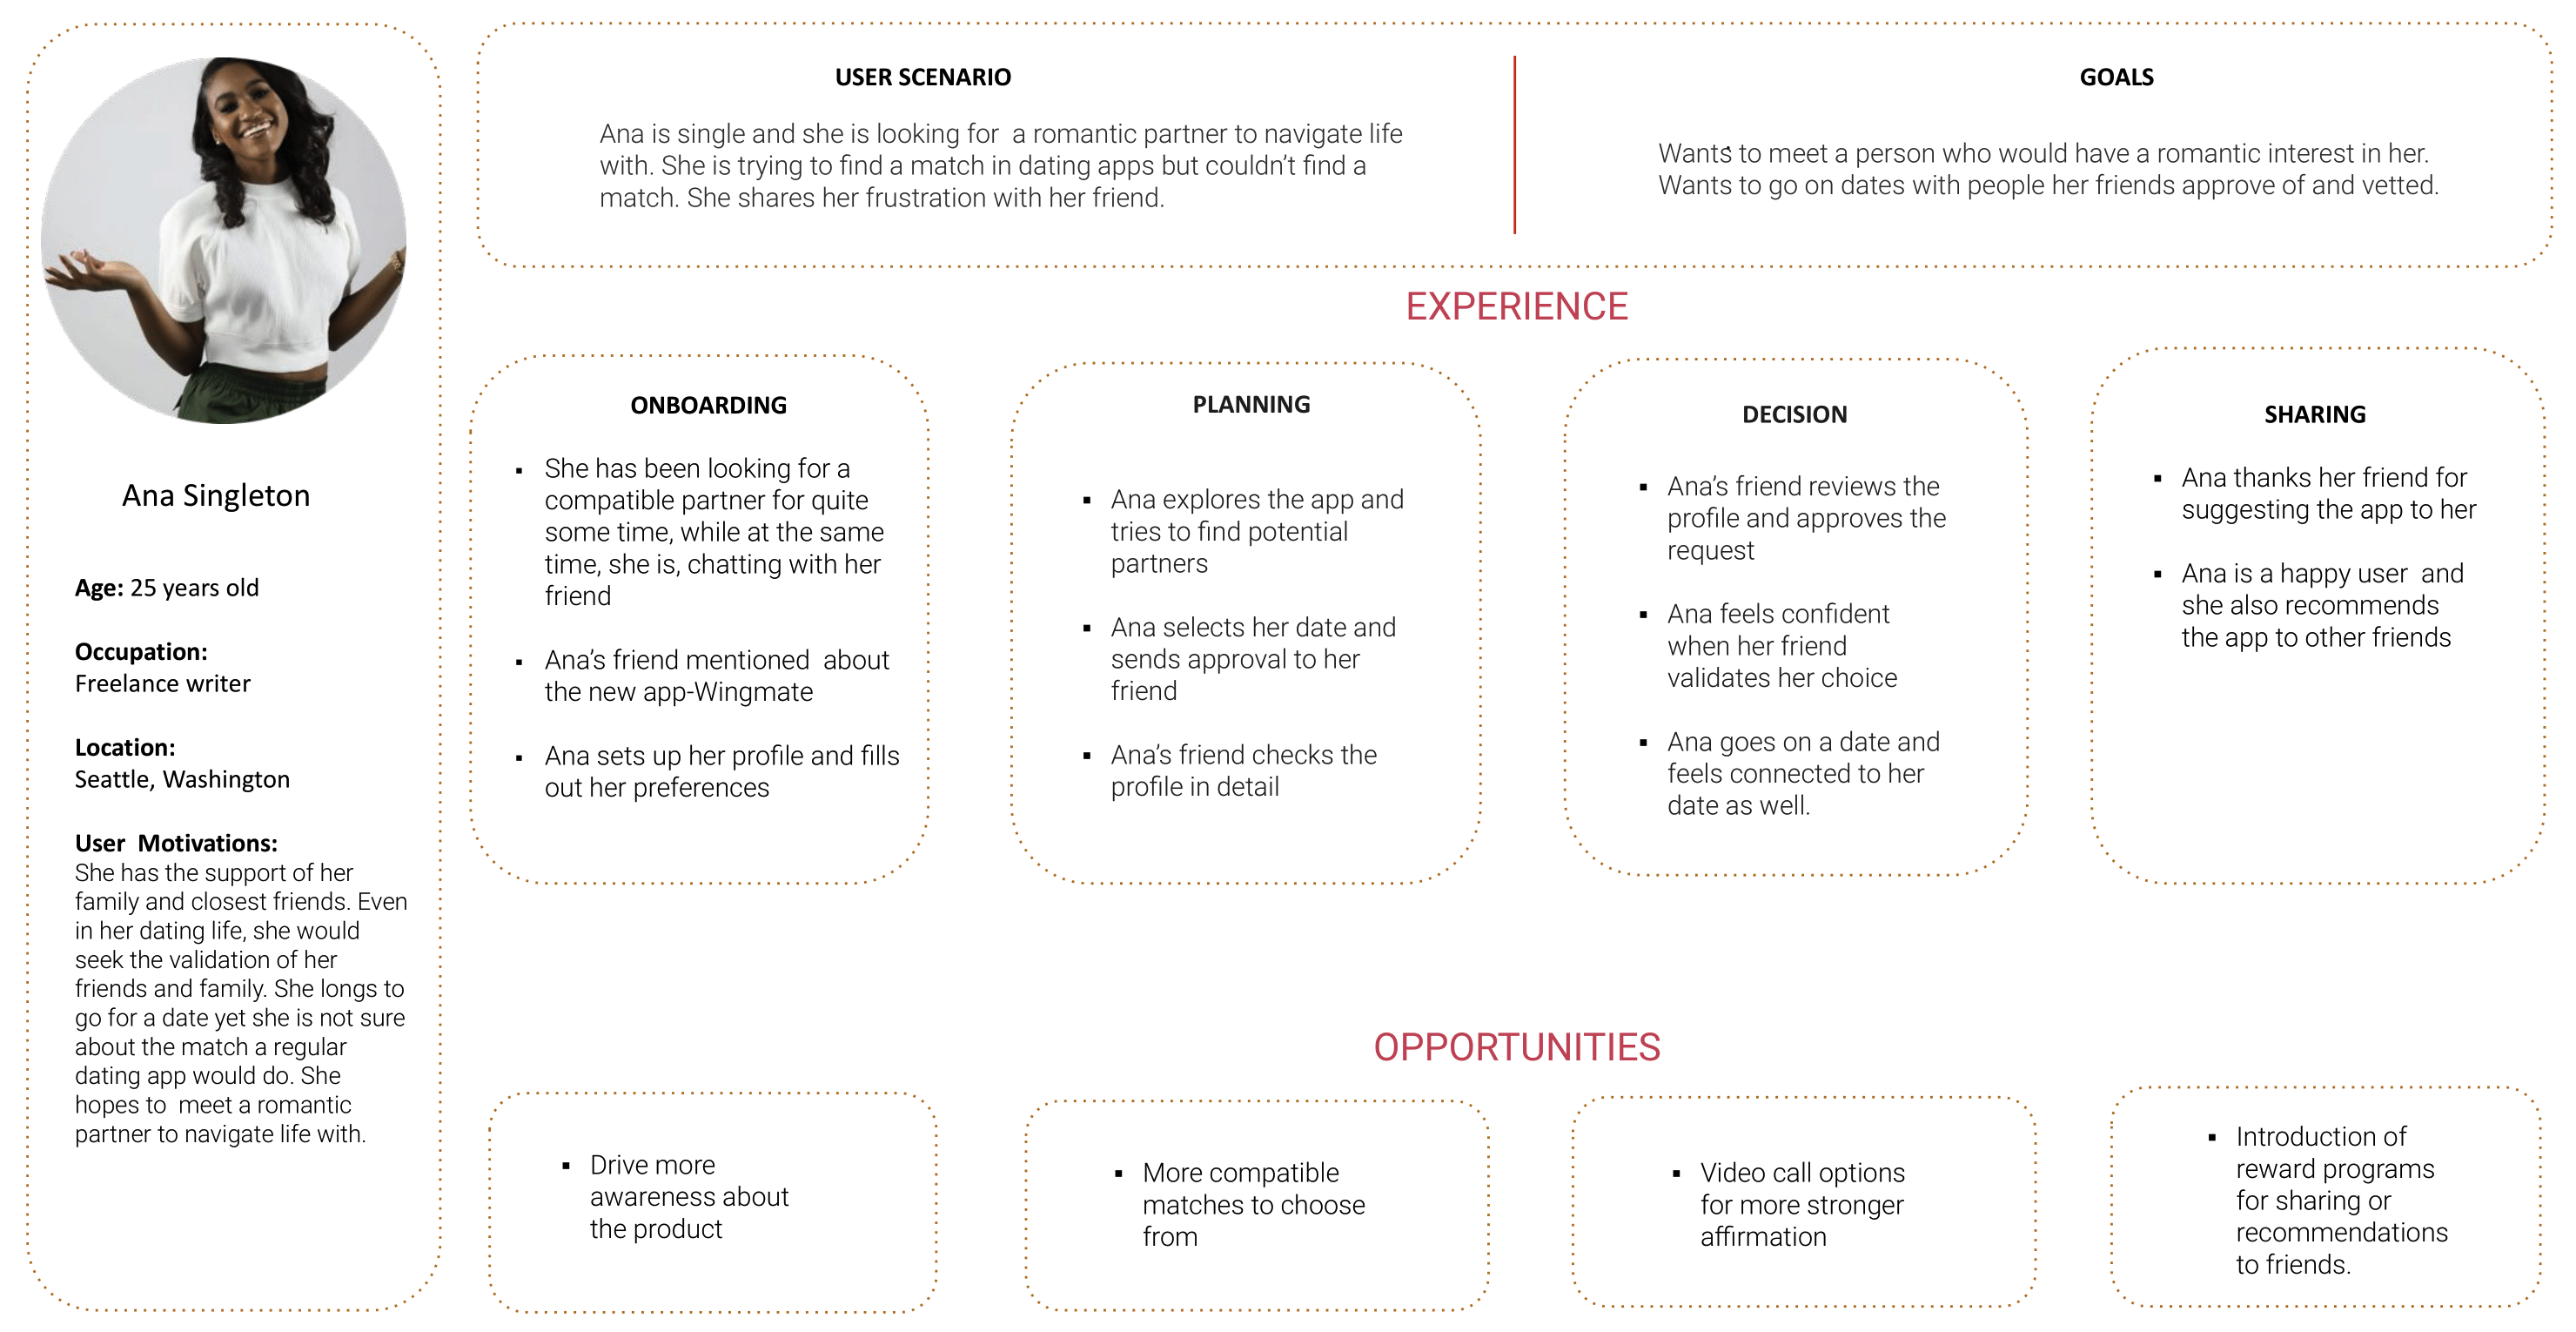 Ana Singleton
Age: 25 years old
Occupation:
Freelance writer
Location:
Seattle, Washington
User  Motivations:
She has the support of her
family and closest friends. Even
in her dating life, she would
seek the validation of her
friends and family. She longs to
go for a date yet she is not sure
about the match a regular
dating app would do. She
hopes to  meet a romantic
partner to navigate life with.
USER SCENARIO
Ana is single and she is looking for  a romantic partner to navigate life
with. She is trying to find a match in dating apps but couldn’t find a
match. She shares her frustration with her friend.
GOALS
Wants to meet a person who would have a romantic interest in her.
Wants to go on dates with people her friends approve of and vetted.
EXPERIENCE
ONBOARDING
▪ She has been looking for a
compatible partner for quite
some time, while at the same
time, she is, chatting with her
friend
▪ Ana’s friend mentioned  about
the new app-Wingmate
▪ Ana sets up her profile and fills
out her preferences
PLANNING
▪ Ana explores the app and
tries to find potential
partners
▪ Ana selects her date and
sends approval to her
friend
▪ Ana’s friend checks the
profile in detail
DECISION
▪ Ana’s friend reviews the
profile and approves the
request
▪ Ana feels confident
when her friend
validates her choice
▪ Ana goes on a date and
feels connected to her
date as well.
SHARING
▪ Ana thanks her friend for
suggesting the app to her
▪ Ana is a happy user  and
she also recommends
the app to other friends
OPPORTUNITIES
▪ Drive more
awareness about
the product
▪ More compatible
matches to choose
from
▪ Video call options
for more stronger
affirmation
▪ Introduction of
reward programs
for sharing or
recommendations
to friends.